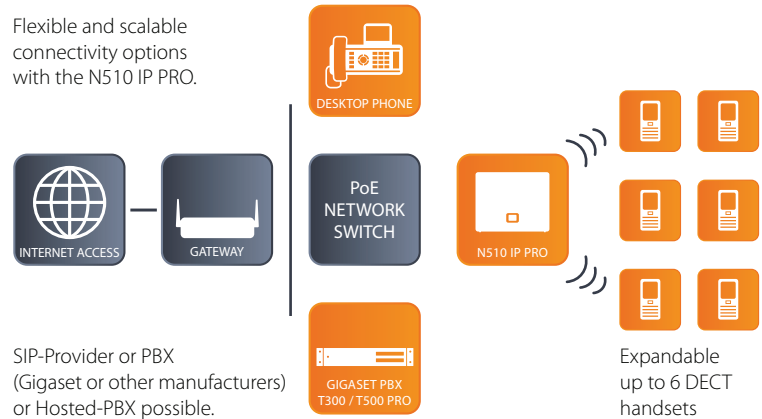 Flexible and scalable
connectivity options
with the N510 IP PRO.
DESKTOP PHONE
INTERNET ACCESS
GATEWAY
PoE
NETWORK
SWITCH
N510 IP PRO
GIGASET PBX
T300 / T500 PRO
SIP-Provider or PBX
(Gigaset or other manufacturers)
or Hosted-PBX possible.
Expandable
up to 6 DECT
handsets